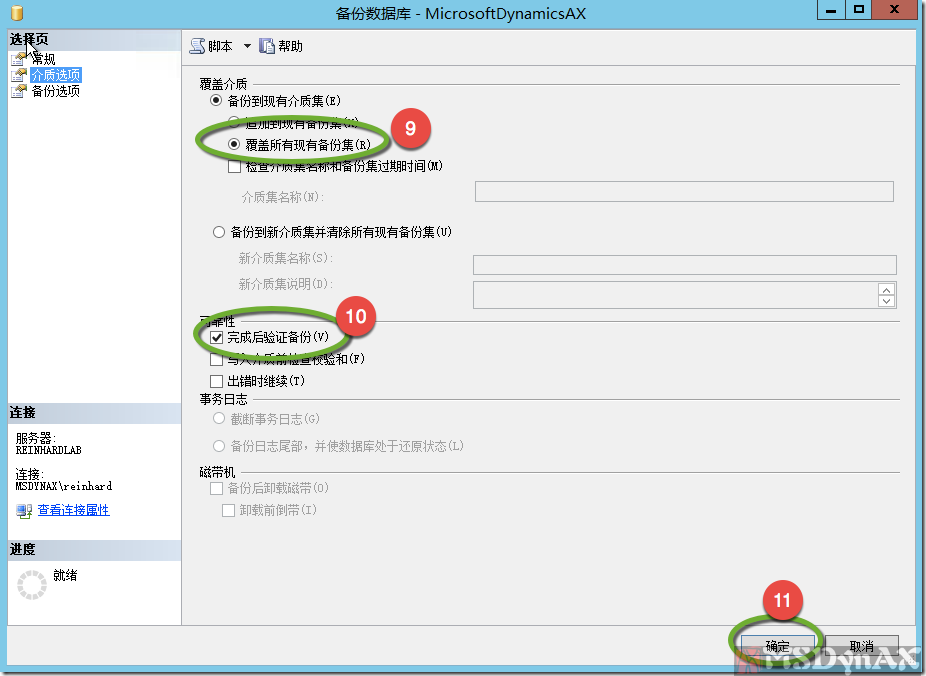 备份数据库 - MicrosoftDynamicsAX
选择页
常规
介质选项
备份选项
脚本
帮助
覆盖介质
备份到现有介质集(E)
追加到现有备份集(H)
9
覆盖所有现有备份集(R)
检查介质集名称和备份集过期时间(M)
介质集名称(N):
备份到新介质集并清除所有现有备份集(U)
新介质集名称(S):
新介质集说明(D):
可靠性
10
完成后验证备份(V)
写入介质前检查校验和(F)
出错时继续(T)
事务日志
截断事务日志(G)
备份日志尾部，并使数据库处于还原状态(L)
磁带机
备份后卸载磁带(O)
卸载前倒带(I)
连接
服务器:
REINHARDLAB
连接:
MSDYNAX\reinhard
查看连接属性
进度
就绪
11
确定
取消
MSDynAX